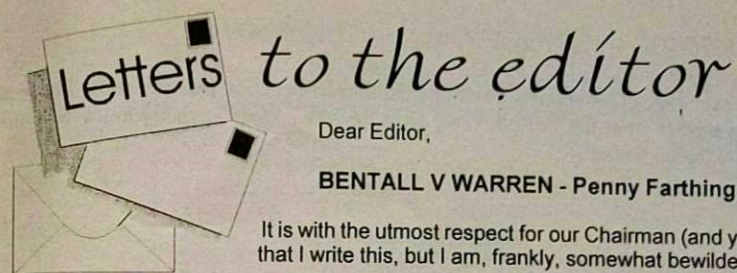 Letters to the editor
Dear Editor,
BENTALL V WARREN - Penny Farthing
It is with the utmost respect for our Chairman (and
that I write this, but I am, frankly, somewhat